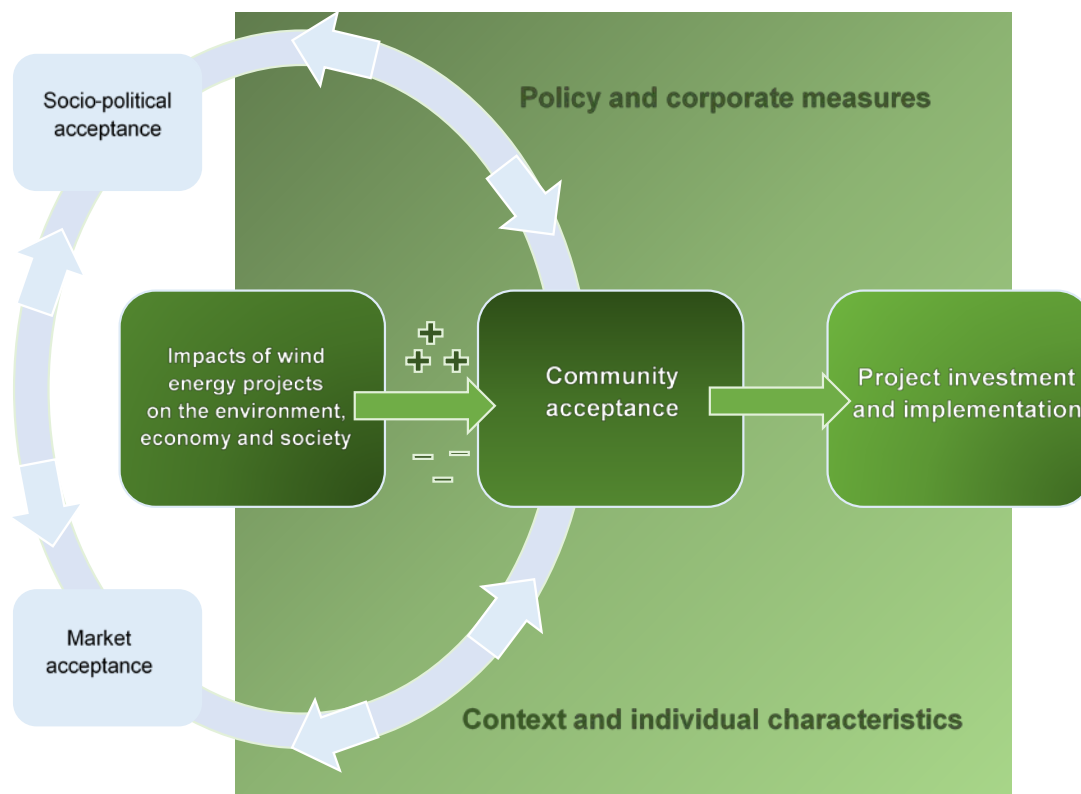 Socio-political
acceptance
Policy and corporate measures
Impacts of wind
energy projects
on the environment,
economy and society
Community
acceptance
Project investment
and implementation
Market
acceptance
Context and individual characteristics